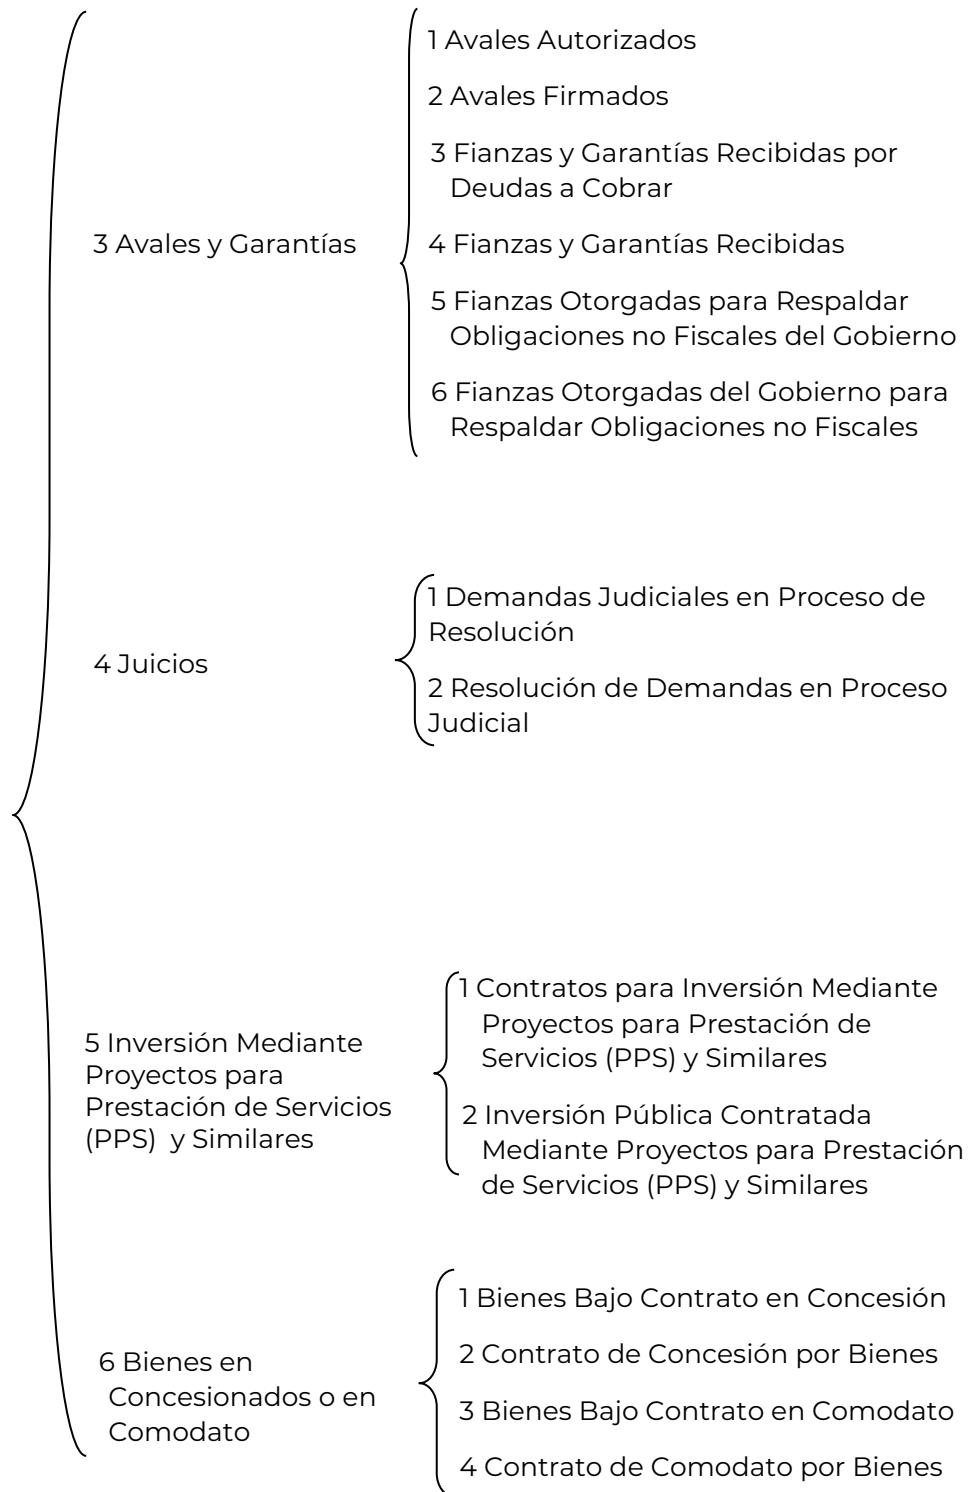 3 Avales y Garantías
1 Avales Autorizados
2 Avales Firmados
3 Fianzas y Garantías Recibidas por
Deudas a Cobrar
4 Fianzas y Garantías Recibidas
5 Fianzas Otorgadas para Respaldar
Obligaciones no Fiscales del Gobierno
6 Fianzas Otorgadas del Gobierno para
Respaldar Obligaciones no Fiscales
4 Juicios
1 Demandas Judiciales en Proceso de
Resolución
2 Resolución de Demandas en Proceso
Judicial
5 Inversión Mediante
Proyectos para
Prestación de Servicios
(PPS)  y Similares
1 Contratos para Inversión Mediante
Proyectos para Prestación de
Servicios (PPS) y Similares
2 Inversión Pública Contratada
Mediante Proyectos para Prestación
de Servicios (PPS) y Similares
6 Bienes en
Concesionados o en
Comodato
1 Bienes Bajo Contrato en Concesión
2 Contrato de Concesión por Bienes
3 Bienes Bajo Contrato en Comodato
4 Contrato de Comodato por Bienes